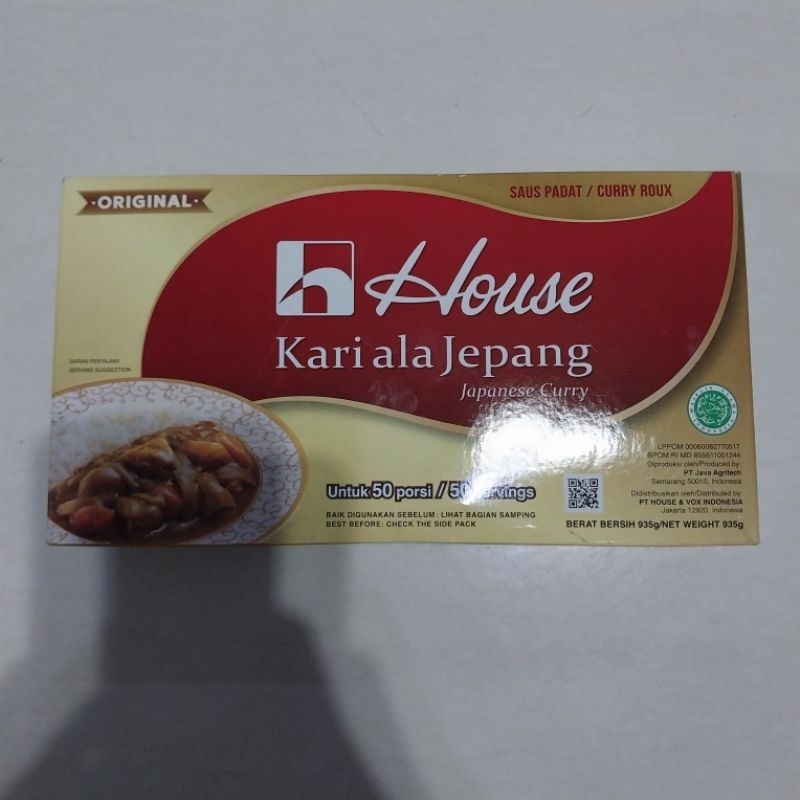 ·ORIGINAL·
SAUS PADAT / CURRY ROUX
House
Kari ala Jepang
Japanese Curry
SARAN PENYAJIAN
SERVING SUGGESTION
Untuk 50 porsi / 50 servings
BAIK DIGUNAKAN SEBELUM: LIHAT BAGIAN SAMPING
BEST BEFORE: CHECK THE SIDE PACK
LPPOM 00060082770517
BPOM RI MD 855611001244
Diproduksi oleh/Produced by:
PT Java Agritech
Semarang 50010, Indonesia
Didistribusikan oleh/Distributed by:
PT HOUSE & VOX INDONESIA
Jakarta 12920, Indonesia
BERAT BERSIH 935g/NET WEIGHT 935g